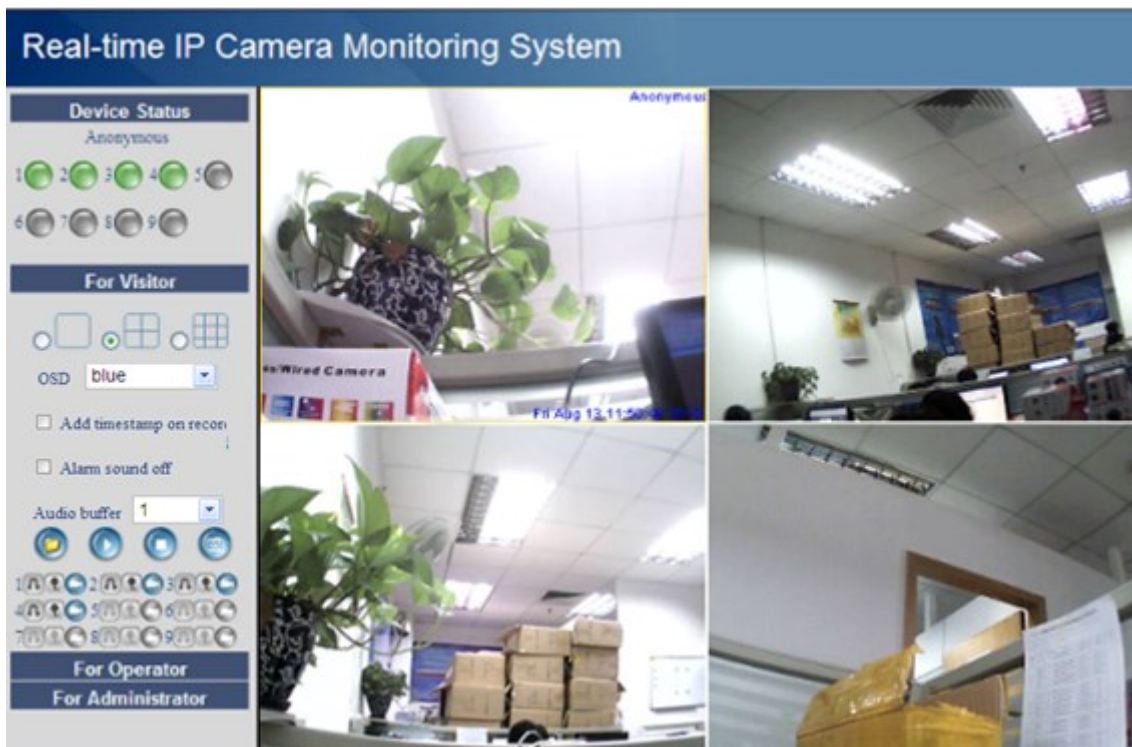 Real-time IP Camera Monitoring System
Device Status
Anonymous
1 2 3 4 5
6 7 8 9
For Visitor
OSD blue
Add timestamp on record
Alarm sound off
Audio buffer 1
1 2 3
4 5 6
7 8 9
For Operator
For Administrator
Anonymous
/Wired Camera
Fri Aug 13 11:50